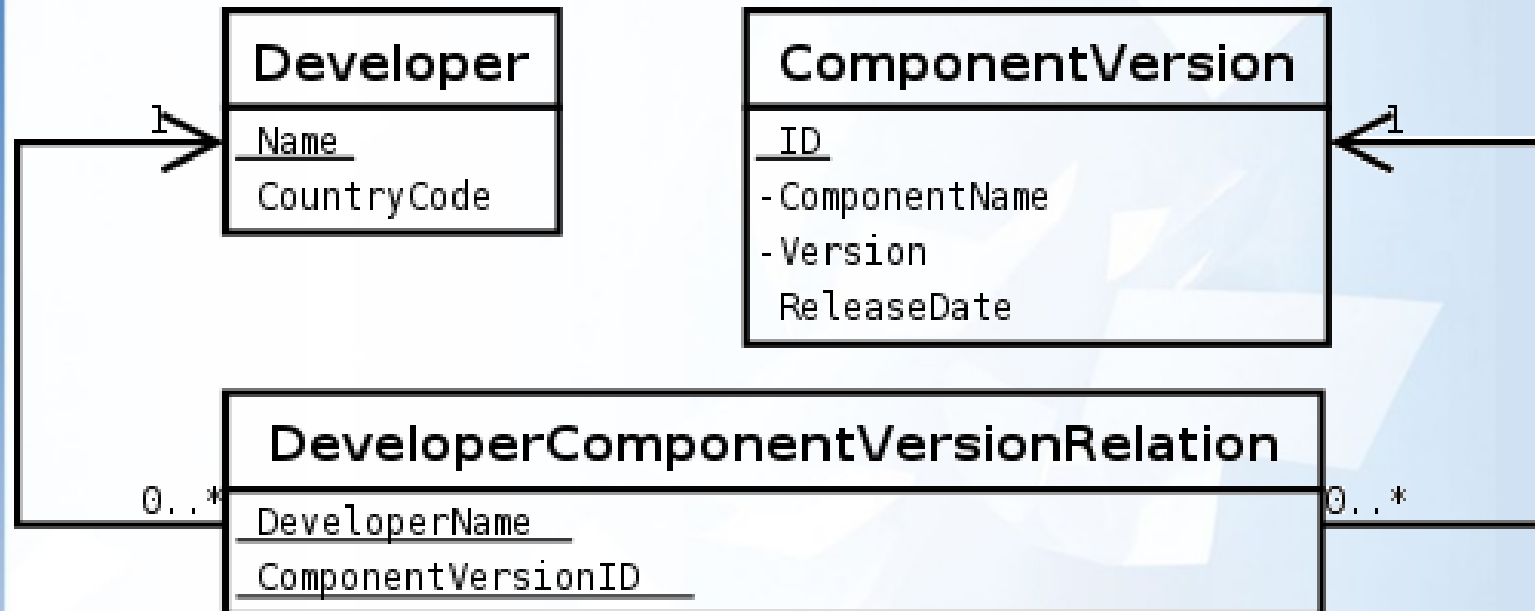 Developer
1
Name
CountryCode
ComponentVersion
1
ID
-ComponentName
-Version
ReleaseDate
DeveloperComponentVersionRelation
0..*
0..*
DeveloperName
ComponentVersionID